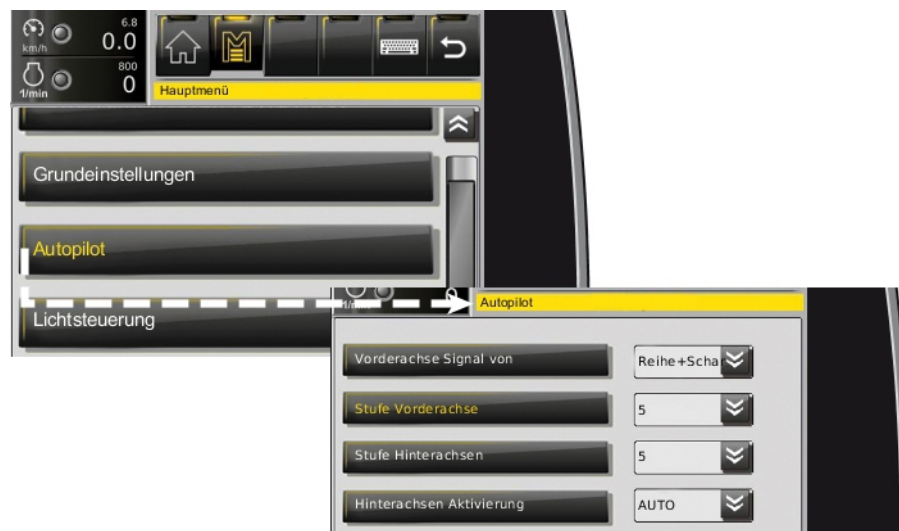 6.8
km/h 0.0
800
1/min 0
Hauptmenü
Grundeinstellungen
Autopilot
Lichtsteuerung
Autopilot
Vorderachse Signal von Reihe+Schar
Stufe Vorderachse 5
Stufe Hinterachsen 5
Hinterachsen Aktivierung AUTO